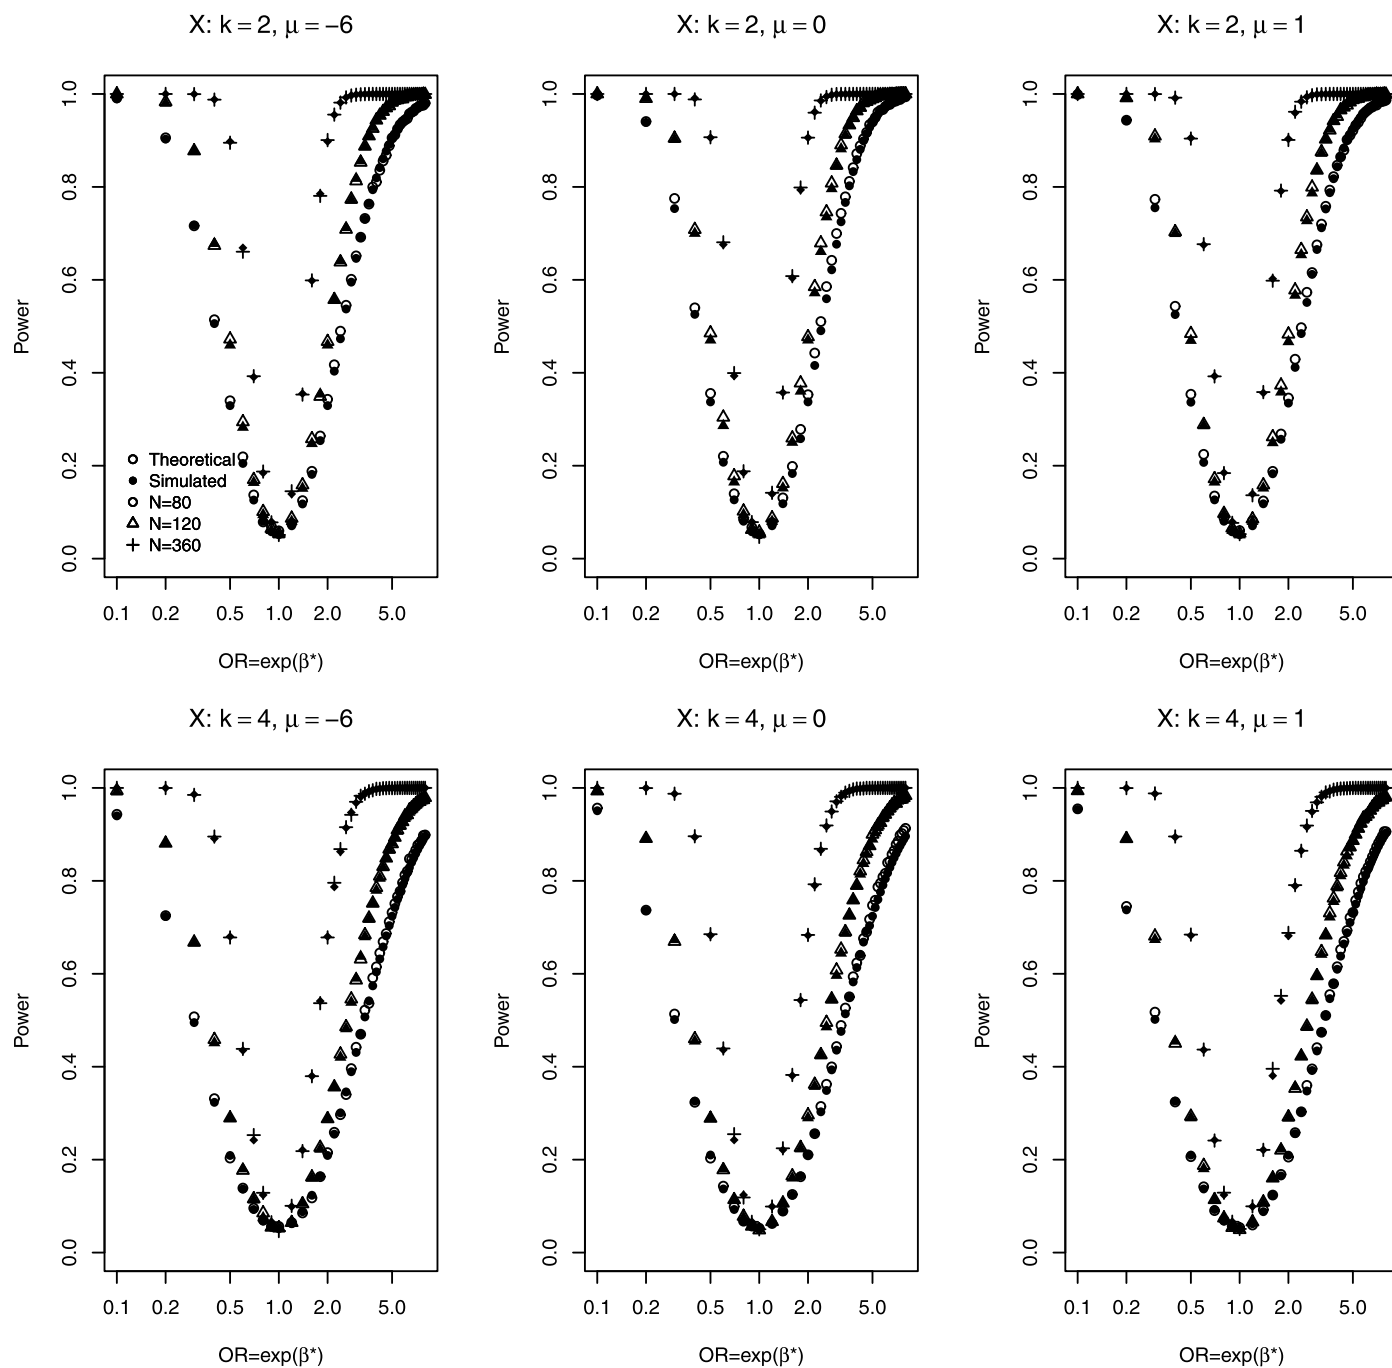 X: k = 2, μ = −6
Power
0.0 0.2 0.4 0.6 0.8 1.0
Theoretical
Simulated
N=80
N=120
N=360
0.1 0.2 0.5 1.0 2.0 5.0
OR=exp(β*)
X: k = 2, μ = 0
Power
0.0 0.2 0.4 0.6 0.8 1.0
0.1 0.2 0.5 1.0 2.0 5.0
OR=exp(β*)
X: k = 2, μ = 1
Power
0.0 0.2 0.4 0.6 0.8 1.0
0.1 0.2 0.5 1.0 2.0 5.0
OR=exp(β*)
X: k = 4, μ = −6
Power
0.0 0.2 0.4 0.6 0.8 1.0
0.1 0.2 0.5 1.0 2.0 5.0
OR=exp(β*)
X: k = 4, μ = 0
Power
0.0 0.2 0.4 0.6 0.8 1.0
0.1 0.2 0.5 1.0 2.0 5.0
OR=exp(β*)
X: k = 4, μ = 1
Power
0.0 0.2 0.4 0.6 0.8 1.0
0.1 0.2 0.5 1.0 2.0 5.0
OR=exp(β*)